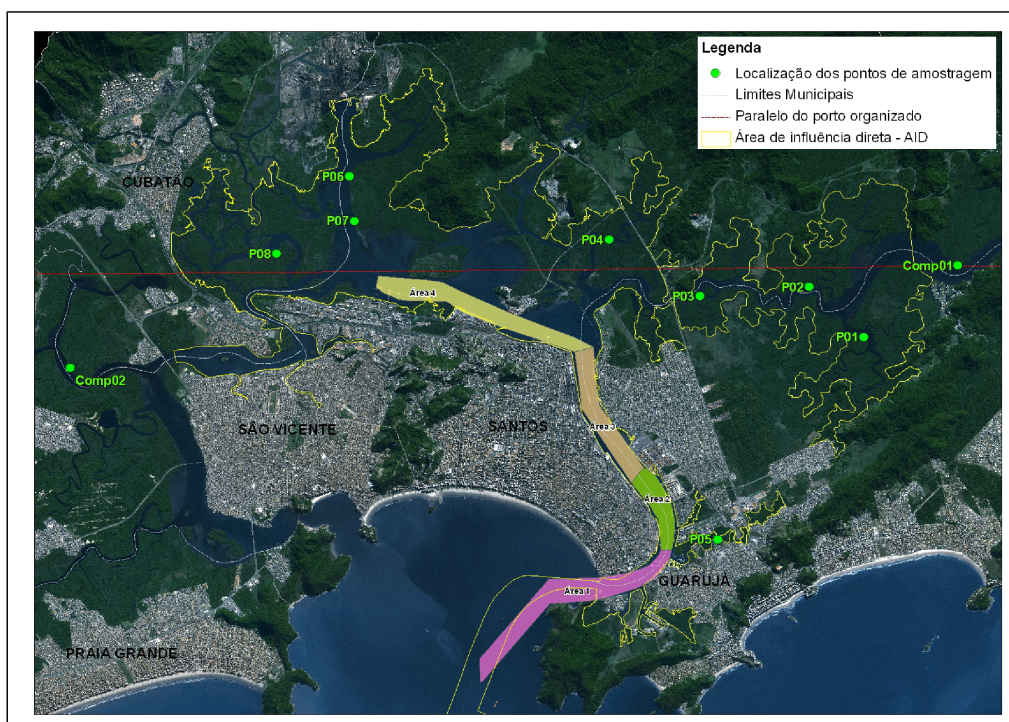 Legenda
Localização dos pontos de amostragem
Limites Municipais
Paralelo do porto organizado
Área de influência direta - AID
CUBATÃO
P06
P07
P04
P08
Comp01
P02
Área 4
P03
P01
Comp02
SÃO VICENTE
SANTOS
Área 3
Área 2
P05
GUARUJÁ
Área 1
PRAIA GRANDE